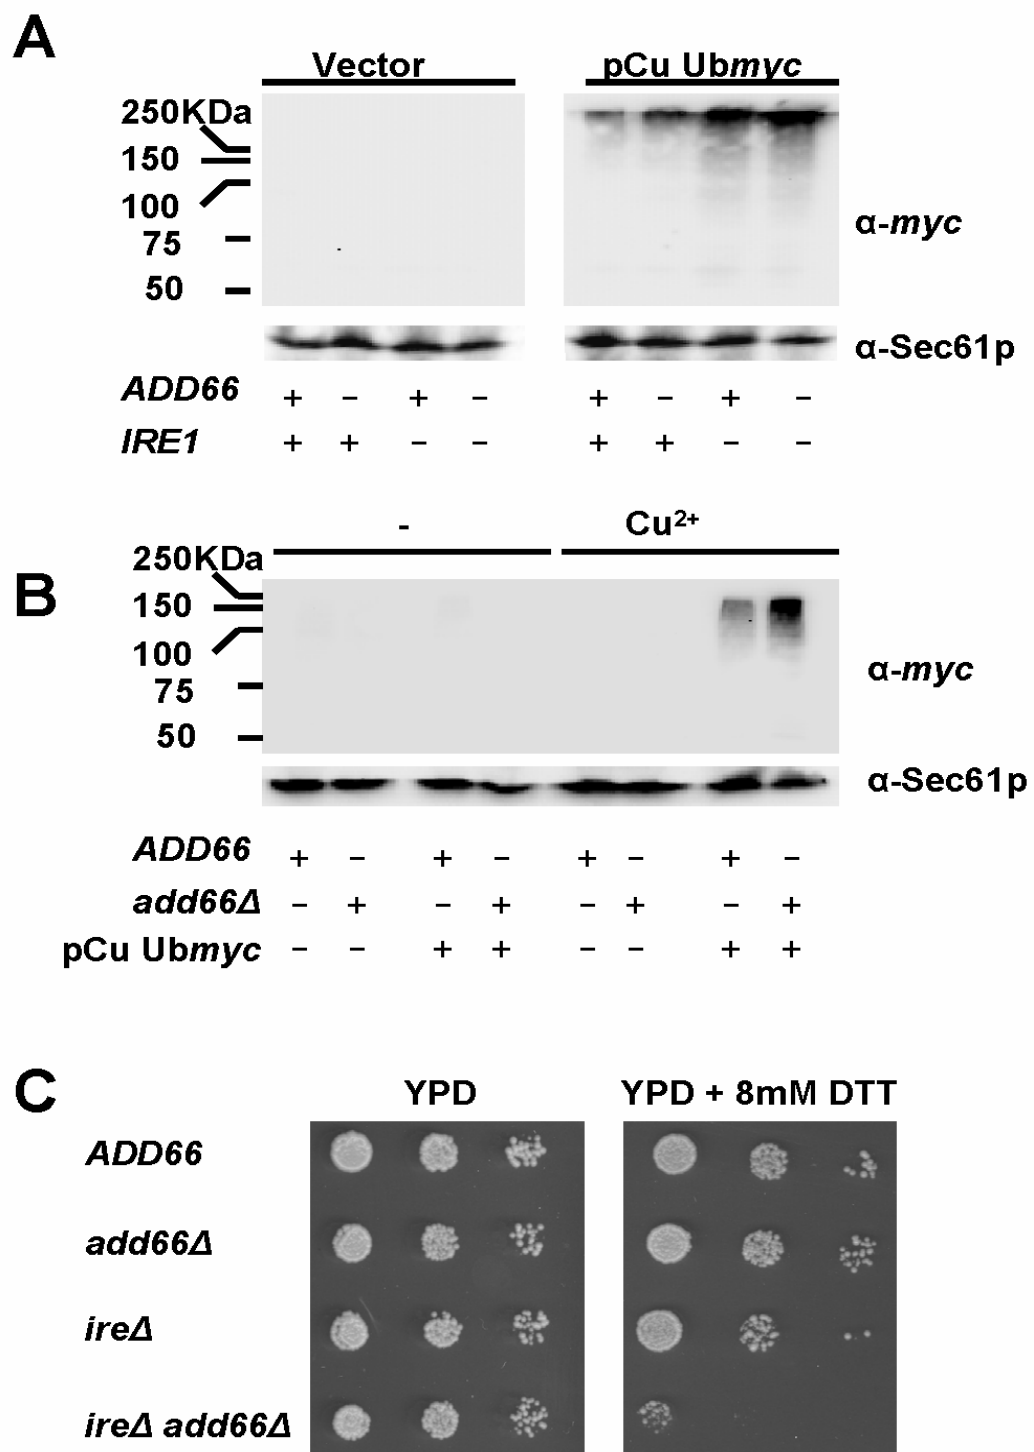 A
Vector pCu Ubmyc
250KDa
150
100
75
50
α-myc
α-Sec61p
ADD66 + – + – + – + –
IRE1 + + – – + + – –
- Cu²⁺
B
250KDa
150
100
75
50
α-myc
α-Sec61p
ADD66 + – + – + – + –
add66Δ – + – + – + – +
pCu Ubmyc – – + + – – + +
C
YPD YPD + 8mM DTT
ADD66
add66Δ
ireΔ
ireΔ add66Δ